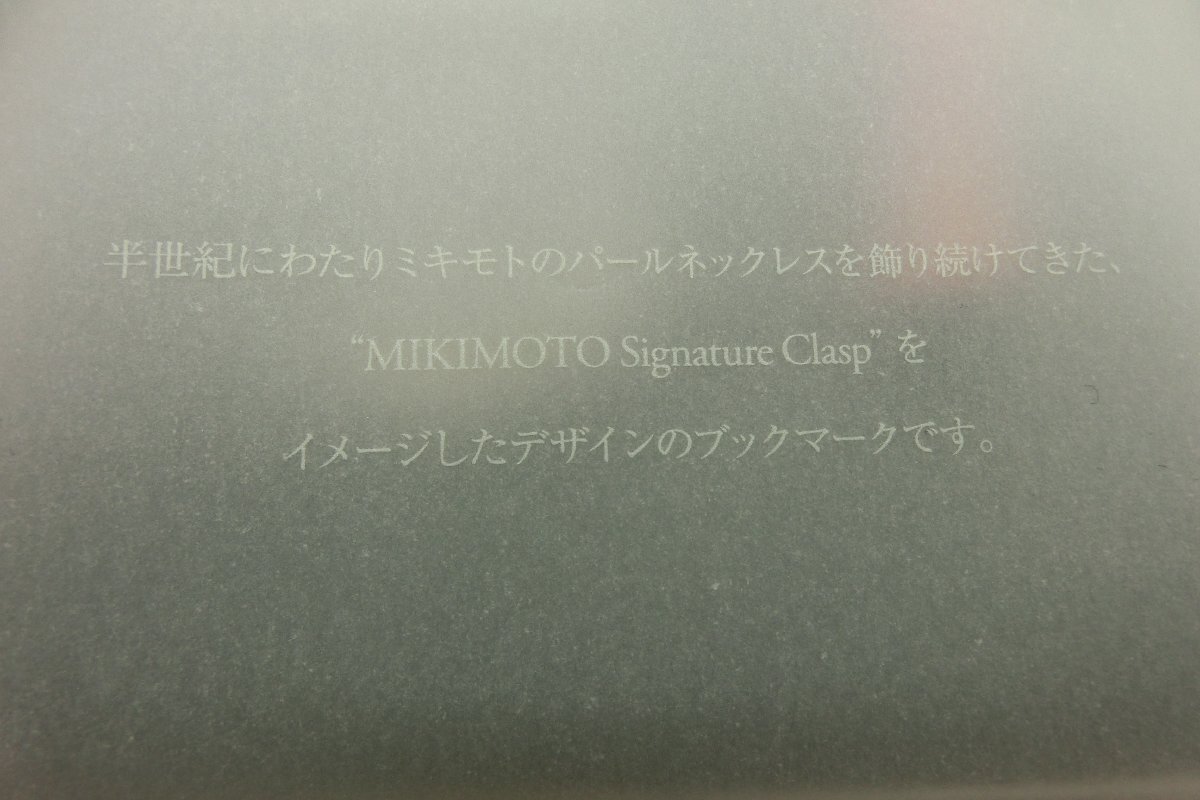 半世紀にわたりミキモトのパールネックレスを飾り続けてきた、
“MIKIMOTO Signature Clasp” を
イメージしたデザインのブックマークです。